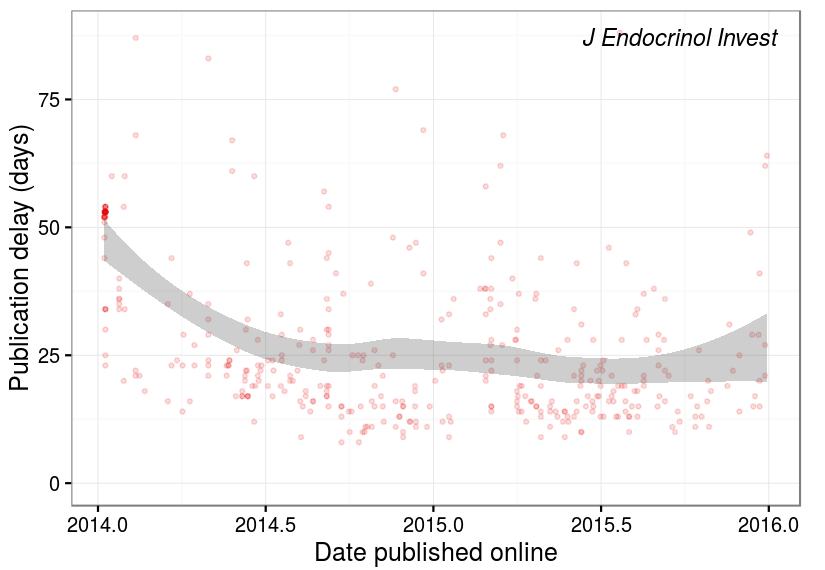 J Endocrinol Invest
75
50
25
0
Publication delay (days)
2014.0 2014.5 2015.0 2015.5 2016.0
Date published online